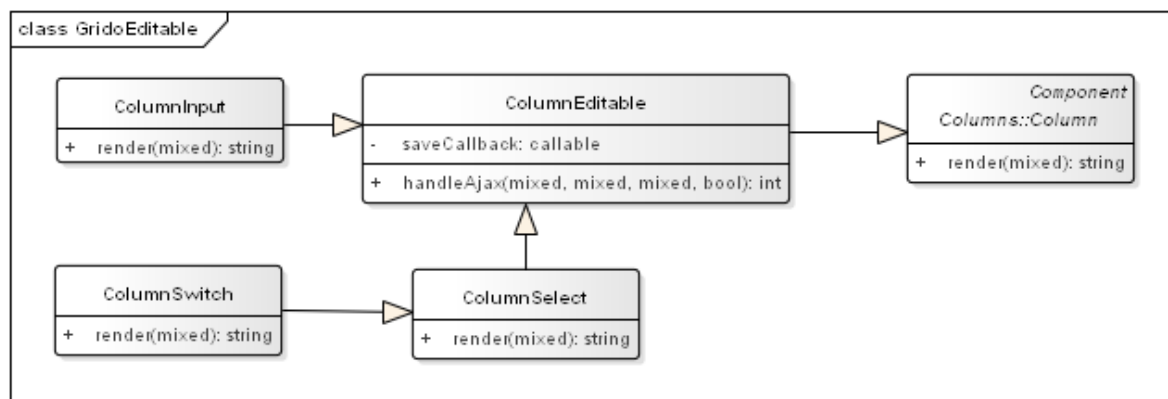 class GridoEditable
ColumnInput
+ render(mixed): string
ColumnEditable
- saveCallback: callable
+ handleAjax(mixed, mixed, mixed, bool): int
Component
Columns::Column
+ render(mixed): string
ColumnSwitch
+ render(mixed): string
ColumnSelect
+ render(mixed): string